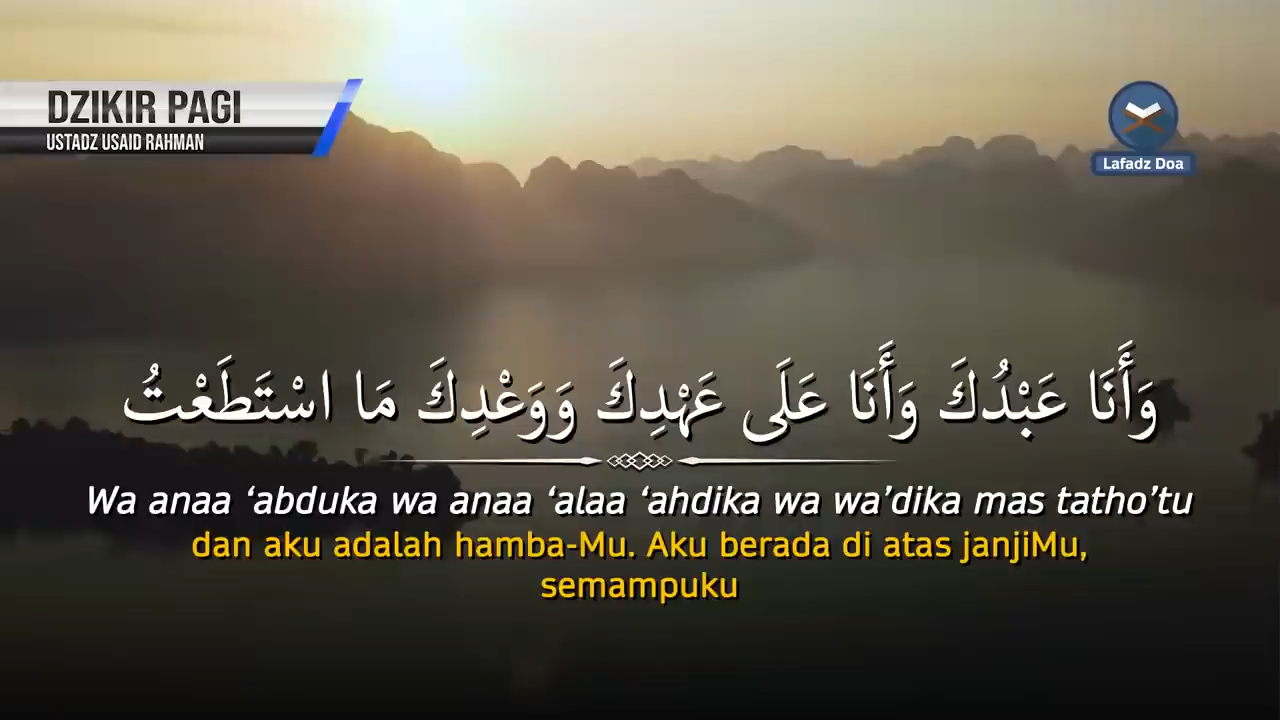 DZIKIR PAGI
USTADZ USAID RAHMAN
Lafadz Doa
وَأَنَا عَبْدُكَ وَأَنَا عَلَى عَهْدِكَ وَوَعْدِكَ مَا اسْتَطَعْتُ
Wa anaa ‘abduka wa anaa ‘alaa ‘ahdika wa wa’dika mas tatho’tu
dan aku adalah hamba-Mu. Aku berada di atas janjiMu,
semampuku